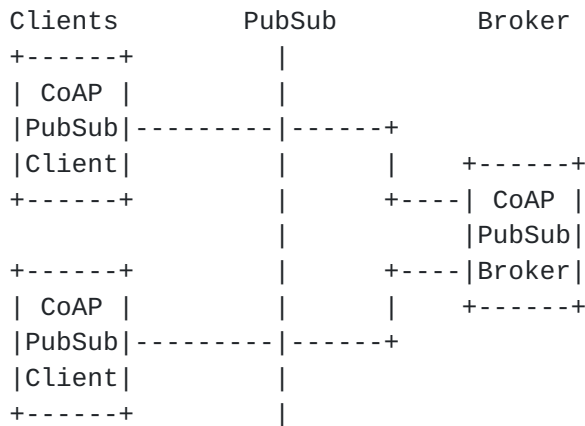 Clients        PubSub         Broker
+------+         |
| CoAP |         |
|PubSub|---------|------+
|Client|         |      |    +------+
+------+         |      +----| CoAP |
                 |           |PubSub|
+------+         |      +----|Broker|
| CoAP |         |      |    +------+
|PubSub|---------|------+
|Client|         |
+------+         |